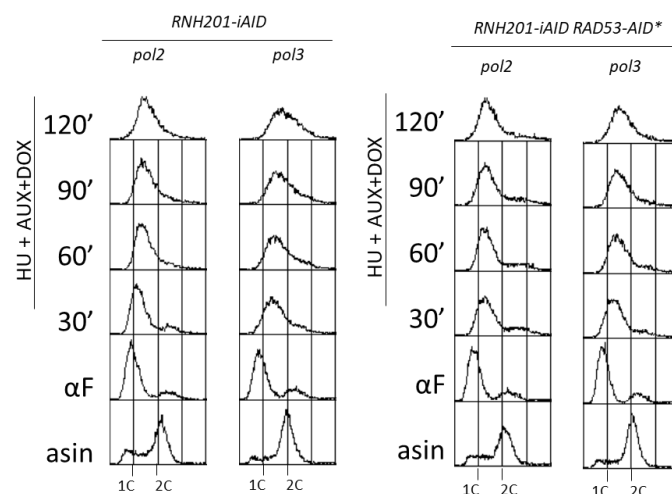 RNH201-iAID
pol2 pol3
HU + AUX+DOX
120’
90’
60’
30’
αF
asin
1C 2C 1C 2C
RNH201-iAID RAD53-AID*
pol2 pol3
HU + AUX+DOX
120’
90’
60’
30’
αF
asin
1C 2C 1C 2C